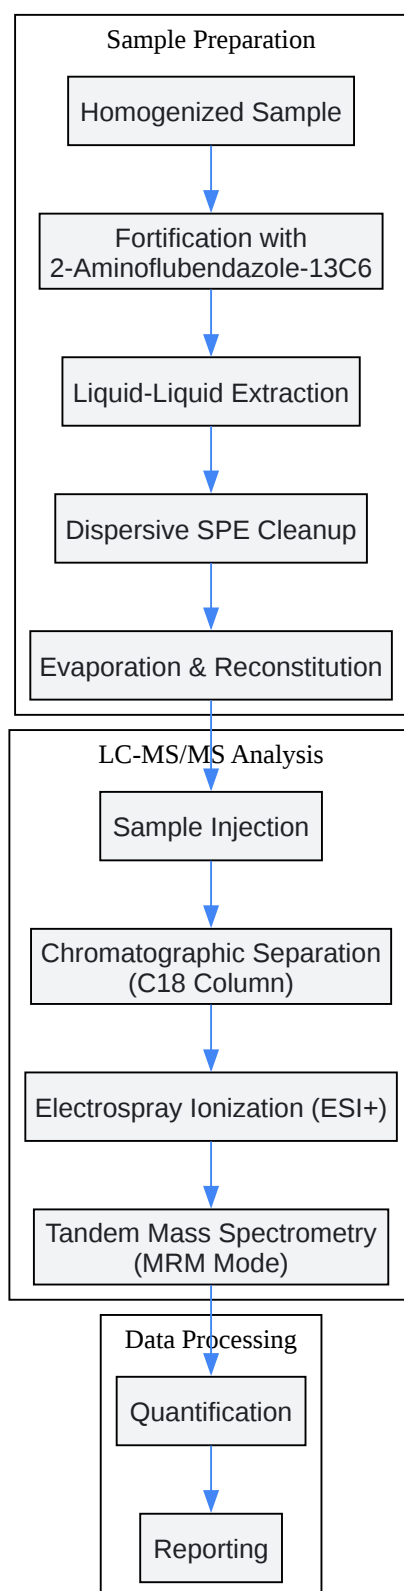 Sample Preparation
Homogenized Sample
Fortification with
2-Aminoflubendazole-13C6
Liquid-Liquid Extraction
Dispersive SPE Cleanup
Evaporation & Reconstitution
LC-MS/MS Analysis
Sample Injection
Chromatographic Separation
(C18 Column)
Electrospray Ionization (ESI+)
Tandem Mass Spectrometry
(MRM Mode)
Data Processing
Quantification
Reporting